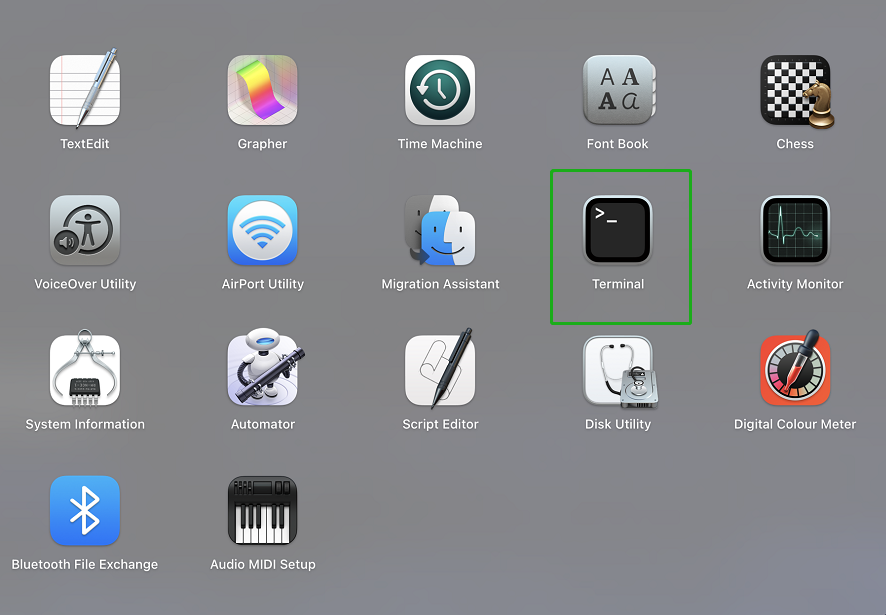 TextEdit
Grapher
Time Machine
Font Book
Chess
VoiceOver Utility
AirPort Utility
Migration Assistant
Terminal
Activity Monitor
System Information
Automator
Script Editor
Disk Utility
Digital Colour Meter
Bluetooth File Exchange
Audio MIDI Setup